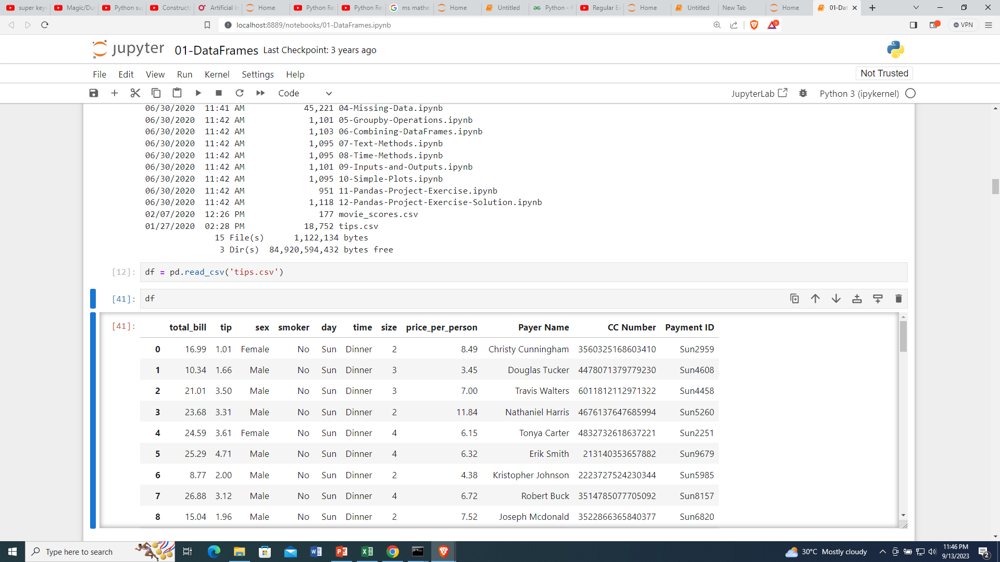 super key
Magic/Du
Python su
Construct
Artificial In
Home
Python Re
Python Re
ms mather
Home
Untitled
Python - R
Regular Ex
Home
Untitled
New Tab
Home
01-Dat
localhost:8889/notebooks/01-DataFrames.ipynb
1
VPN
jupyter 01-DataFrames Last Checkpoint: 3 years ago
File Edit View Run Kernel Settings Help
Not Trusted
Code
JupyterLab
Python 3 (ipykernel)
06/30/2020 11:41 AM 45,221 04-Missing-Data.ipynb
06/30/2020 11:42 AM 1,101 05-Groupby-Operations.ipynb
06/30/2020 11:42 AM 1,103 06-Combining-DataFrames.ipynb
06/30/2020 11:42 AM 1,095 07-Text-Methods.ipynb
06/30/2020 11:42 AM 1,095 08-Time-Methods.ipynb
06/30/2020 11:42 AM 1,101 09-Inputs-and-Outputs.ipynb
06/30/2020 11:42 AM 1,095 10-Simple-Plots.ipynb
06/30/2020 11:42 AM 951 11-Pandas-Project-Exercise.ipynb
06/30/2020 11:42 AM 1,118 12-Pandas-Project-Exercise-Solution.ipynb
02/07/2020 12:26 PM 177 movie_scores.csv
01/27/2020 02:28 PM 18,752 tips.csv
15 File(s) 1,122,134 bytes
3 Dir(s) 84,920,594,432 bytes free
[12]: df = pd.read_csv('tips.csv')
[41]: df
[41]: total_bill tip sex smoker day time size price_per_person Payer Name CC Number Payment ID
0 16.99 1.01 Female No Sun Dinner 2 8.49 Christy Cunningham 3560325168603410 Sun2959
1 10.34 1.66 Male No Sun Dinner 3 3.45 Douglas Tucker 4478071379779230 Sun4608
2 21.01 3.50 Male No Sun Dinner 3 7.00 Travis Walters 6011812112971322 Sun4458
3 23.68 3.31 Male No Sun Dinner 2 11.84 Nathaniel Harris 4676137647685994 Sun5260
4 24.59 3.61 Female No Sun Dinner 4 6.15 Tonya Carter 4832732618637221 Sun2251
5 25.29 4.71 Male No Sun Dinner 4 6.32 Erik Smith 213140353657882 Sun9679
6 8.77 2.00 Male No Sun Dinner 2 4.38 Kristopher Johnson 2223727524230344 Sun5985
7 26.88 3.12 Male No Sun Dinner 4 6.72 Robert Buck 3514785077705092 Sun8157
8 15.04 1.96 Male No Sun Dinner 2 7.52 Joseph Mcdonald 3522866365840377 Sun6820
Type here to search
30°C Mostly cloudy
11:46 PM
9/13/2023
2